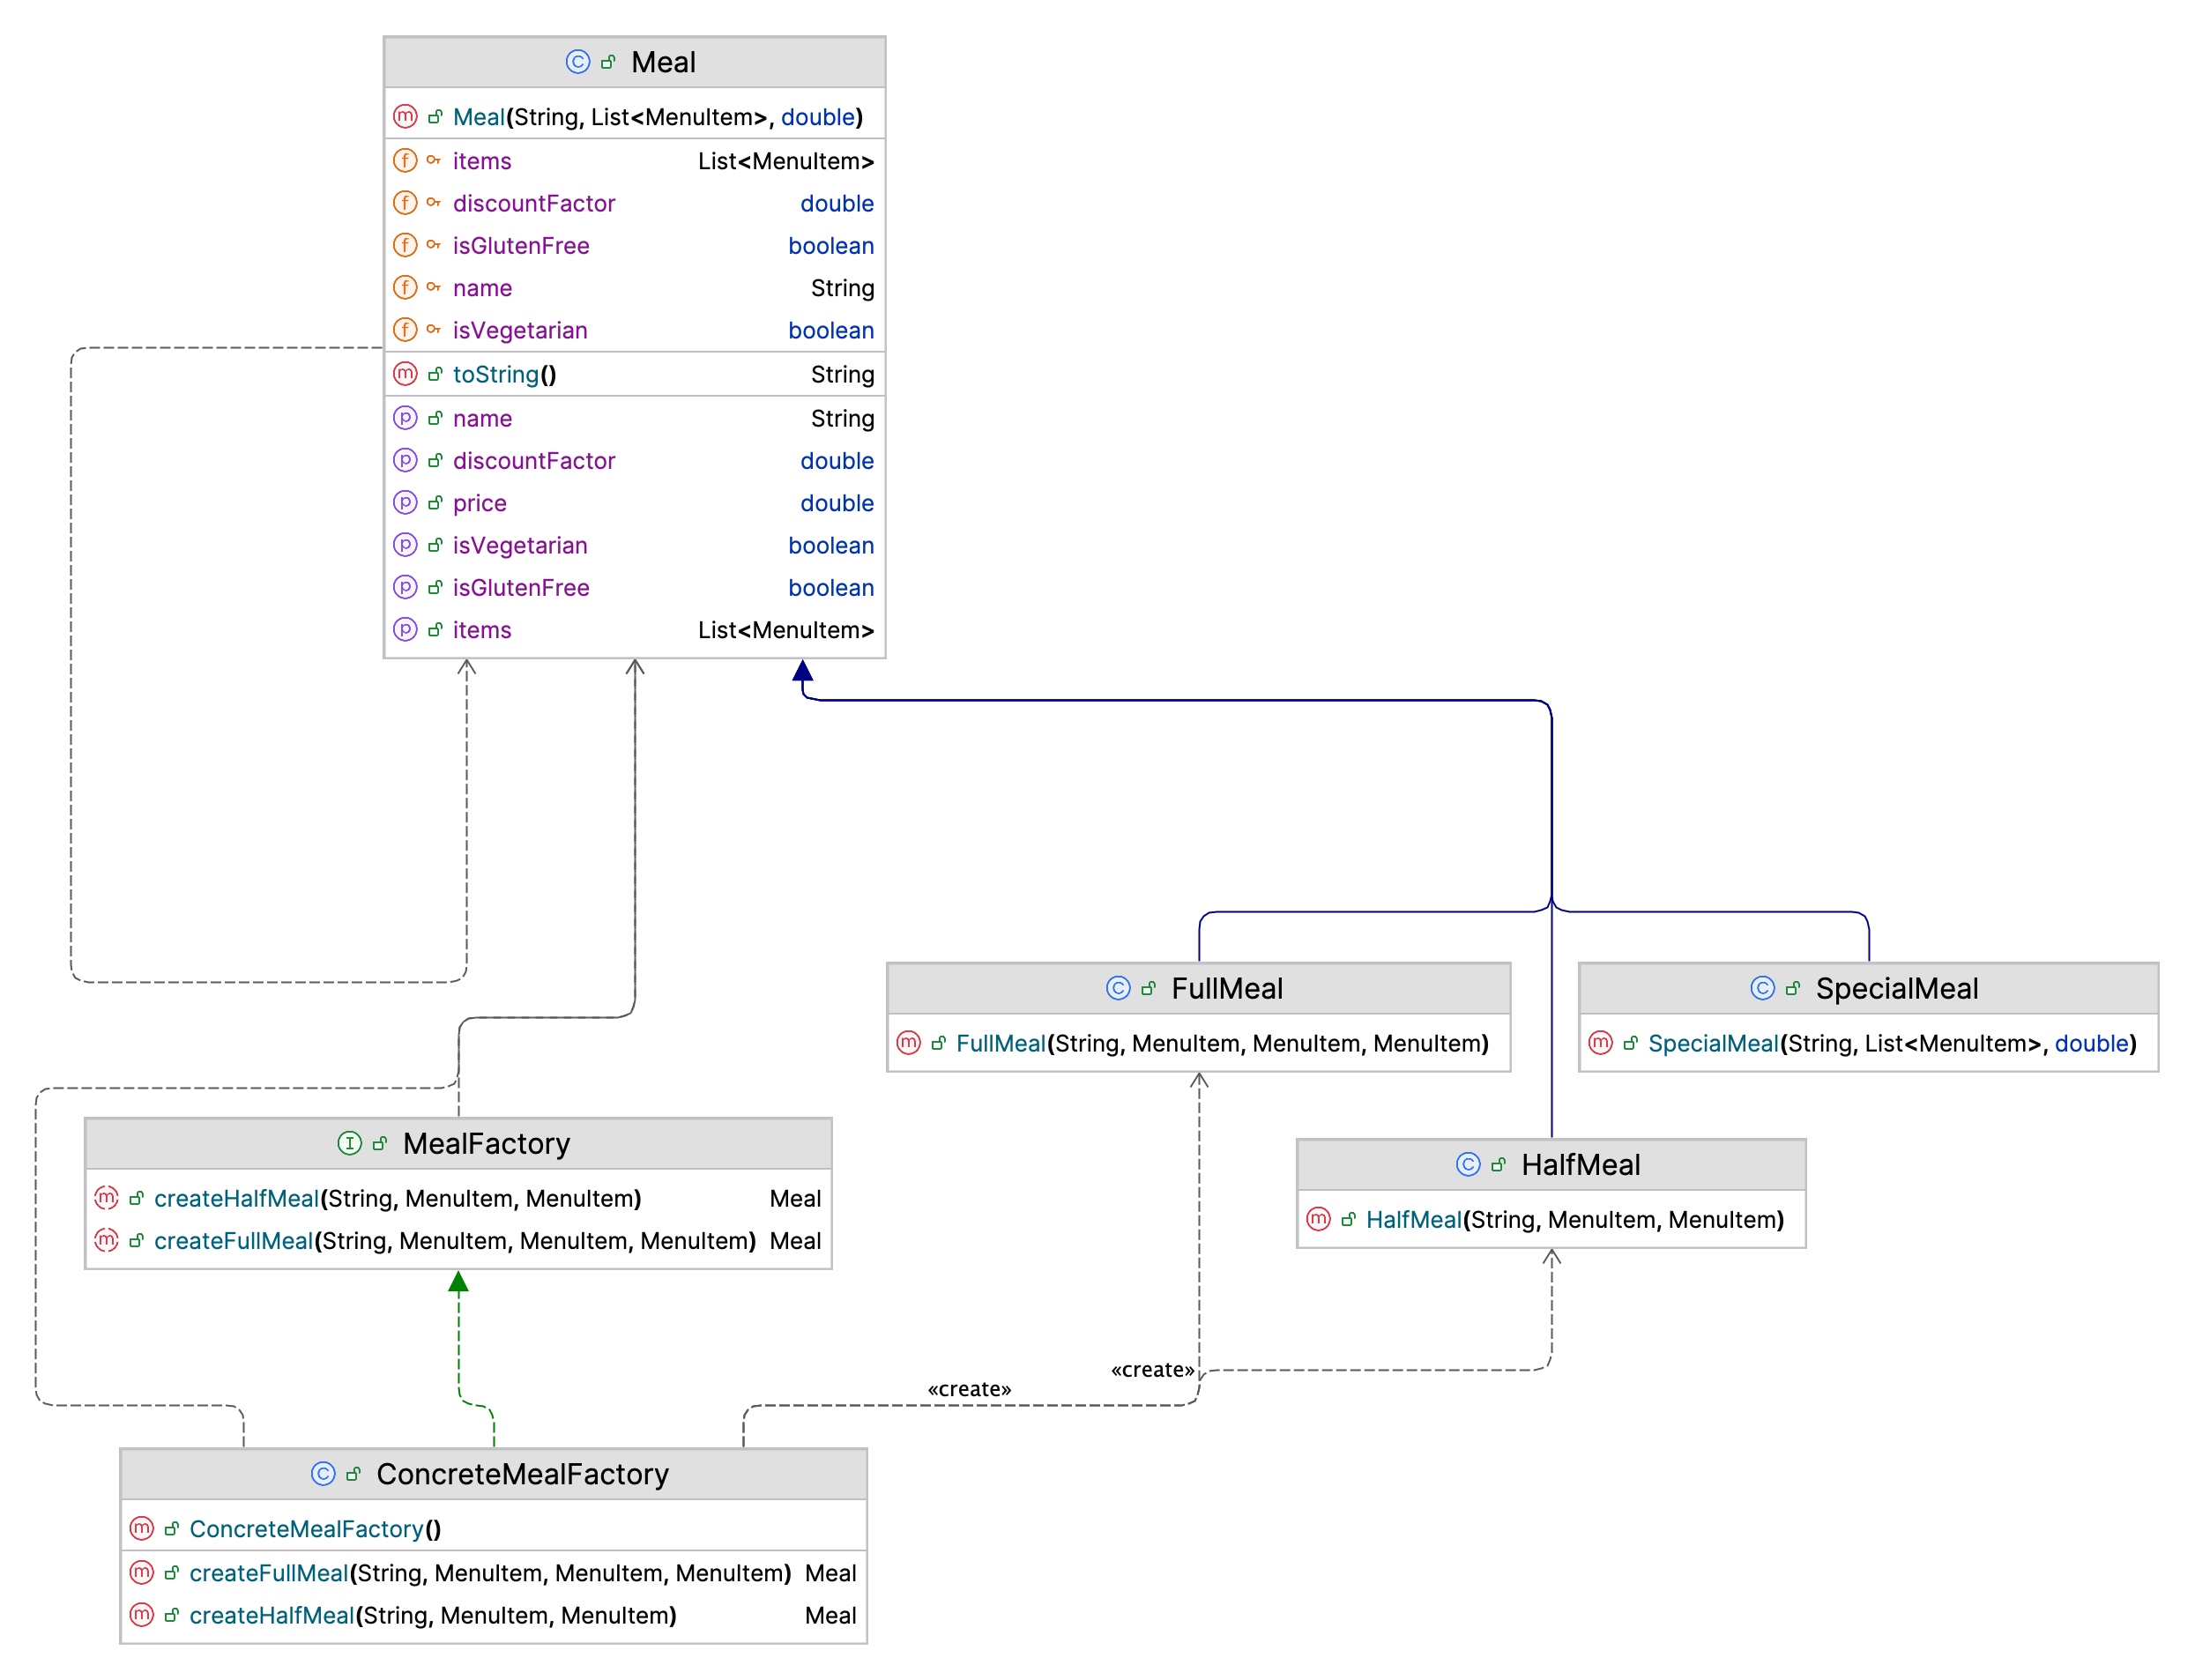 Meal
Meal(String, List<MenuItem>, double)
items List<MenuItem>
discountFactor double
isGlutenFree boolean
name String
isVegetarian boolean
toString() String
name String
discountFactor double
price double
isVegetarian boolean
isGlutenFree boolean
items List<MenuItem>
FullMeal
FullMeal(String, MenuItem, MenuItem, MenuItem)
SpecialMeal
SpecialMeal(String, List<MenuItem>, double)
MealFactory
createHalfMeal(String, MenuItem, MenuItem) Meal
createFullMeal(String, MenuItem, MenuItem, MenuItem) Meal
HalfMeal
HalfMeal(String, MenuItem, MenuItem)
«create»
«create»
ConcreteMealFactory
ConcreteMealFactory()
createFullMeal(String, MenuItem, MenuItem, MenuItem) Meal
createHalfMeal(String, MenuItem, MenuItem) Meal